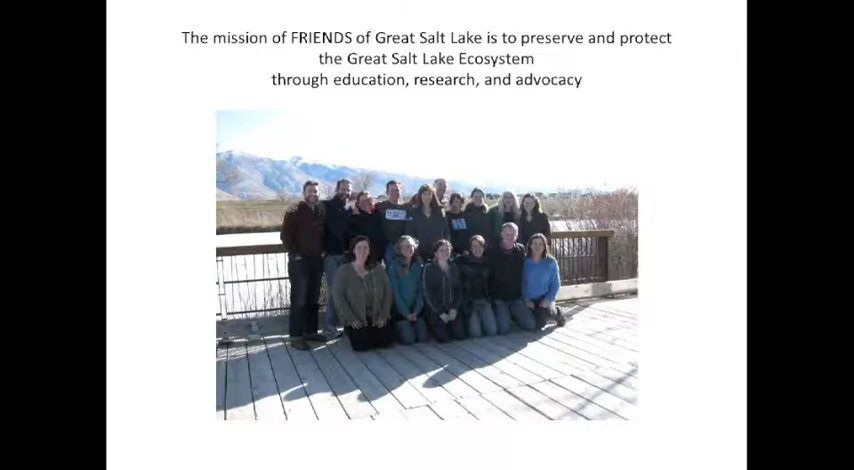 The mission of FRIENDS of Great Salt Lake is to preserve and protect
the Great Salt Lake Ecosystem
through education, research, and advocacy